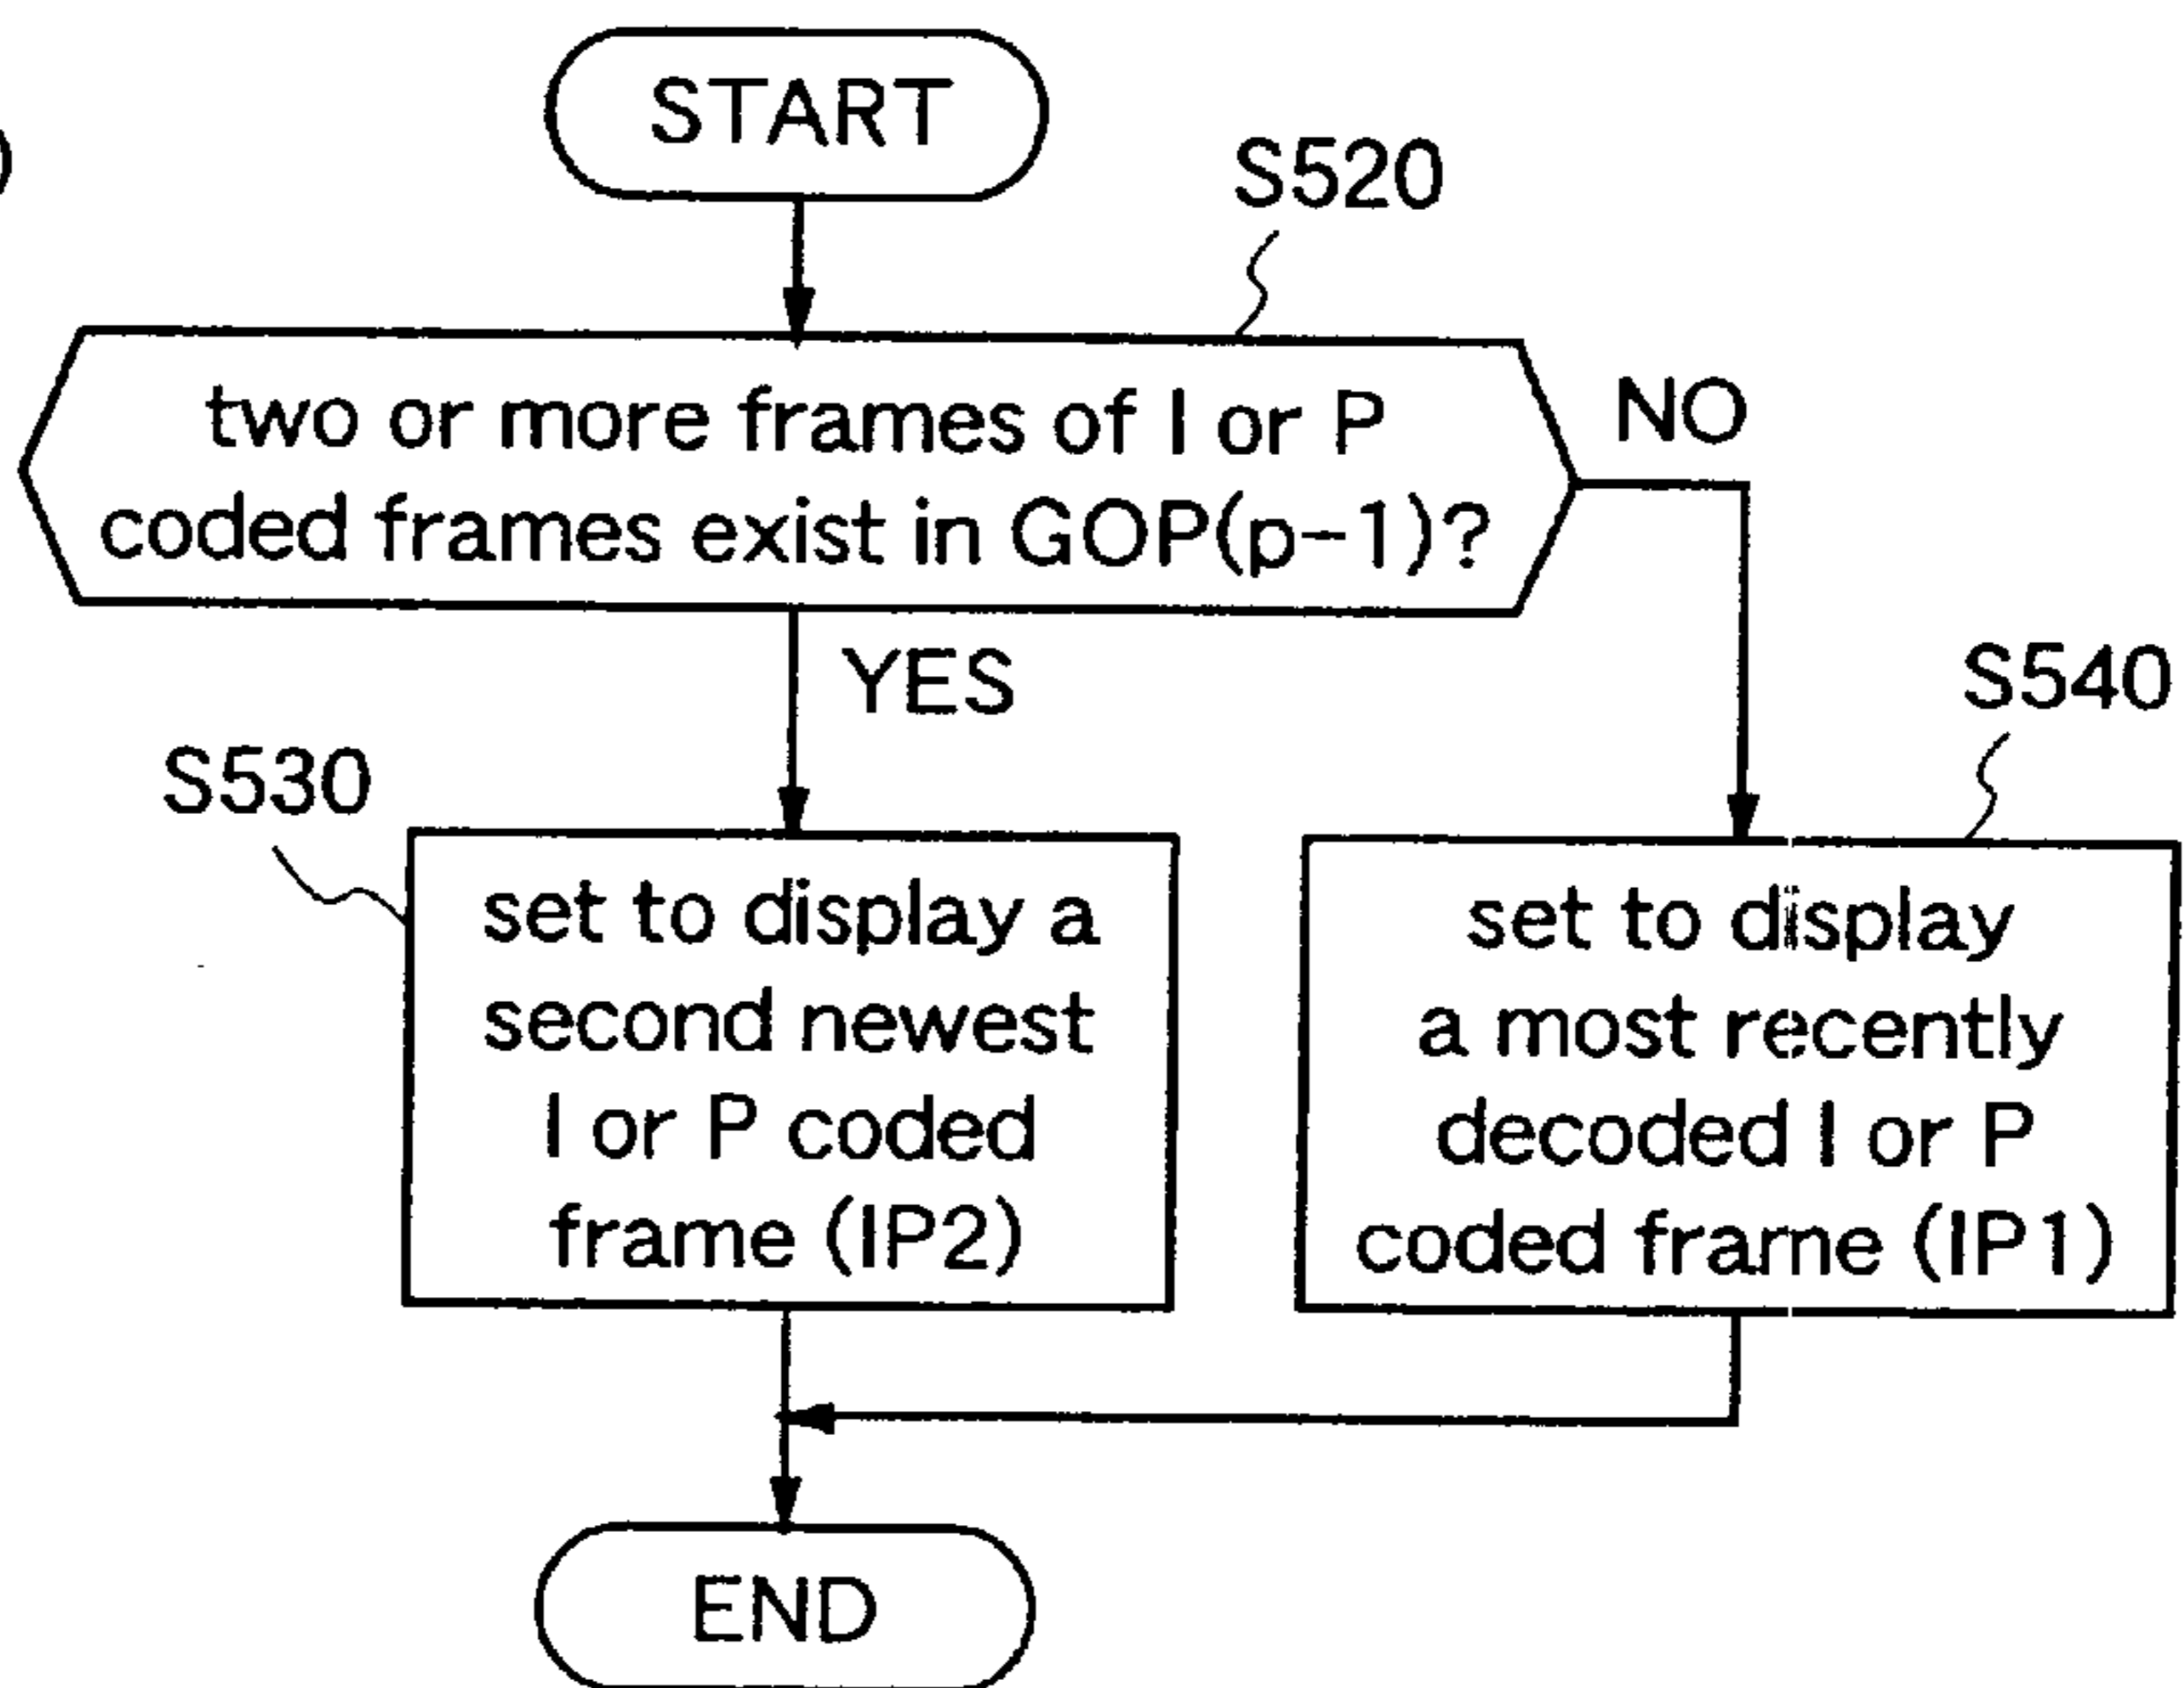 START
S520
two or more frames of I or P
coded frames exist in GOP(p-1)?
NO
YES
S530
S540
set to display a
second newest
I or P coded
frame (IP2)
set to display
a most recently
decoded I or P
coded frame (IP1)
END